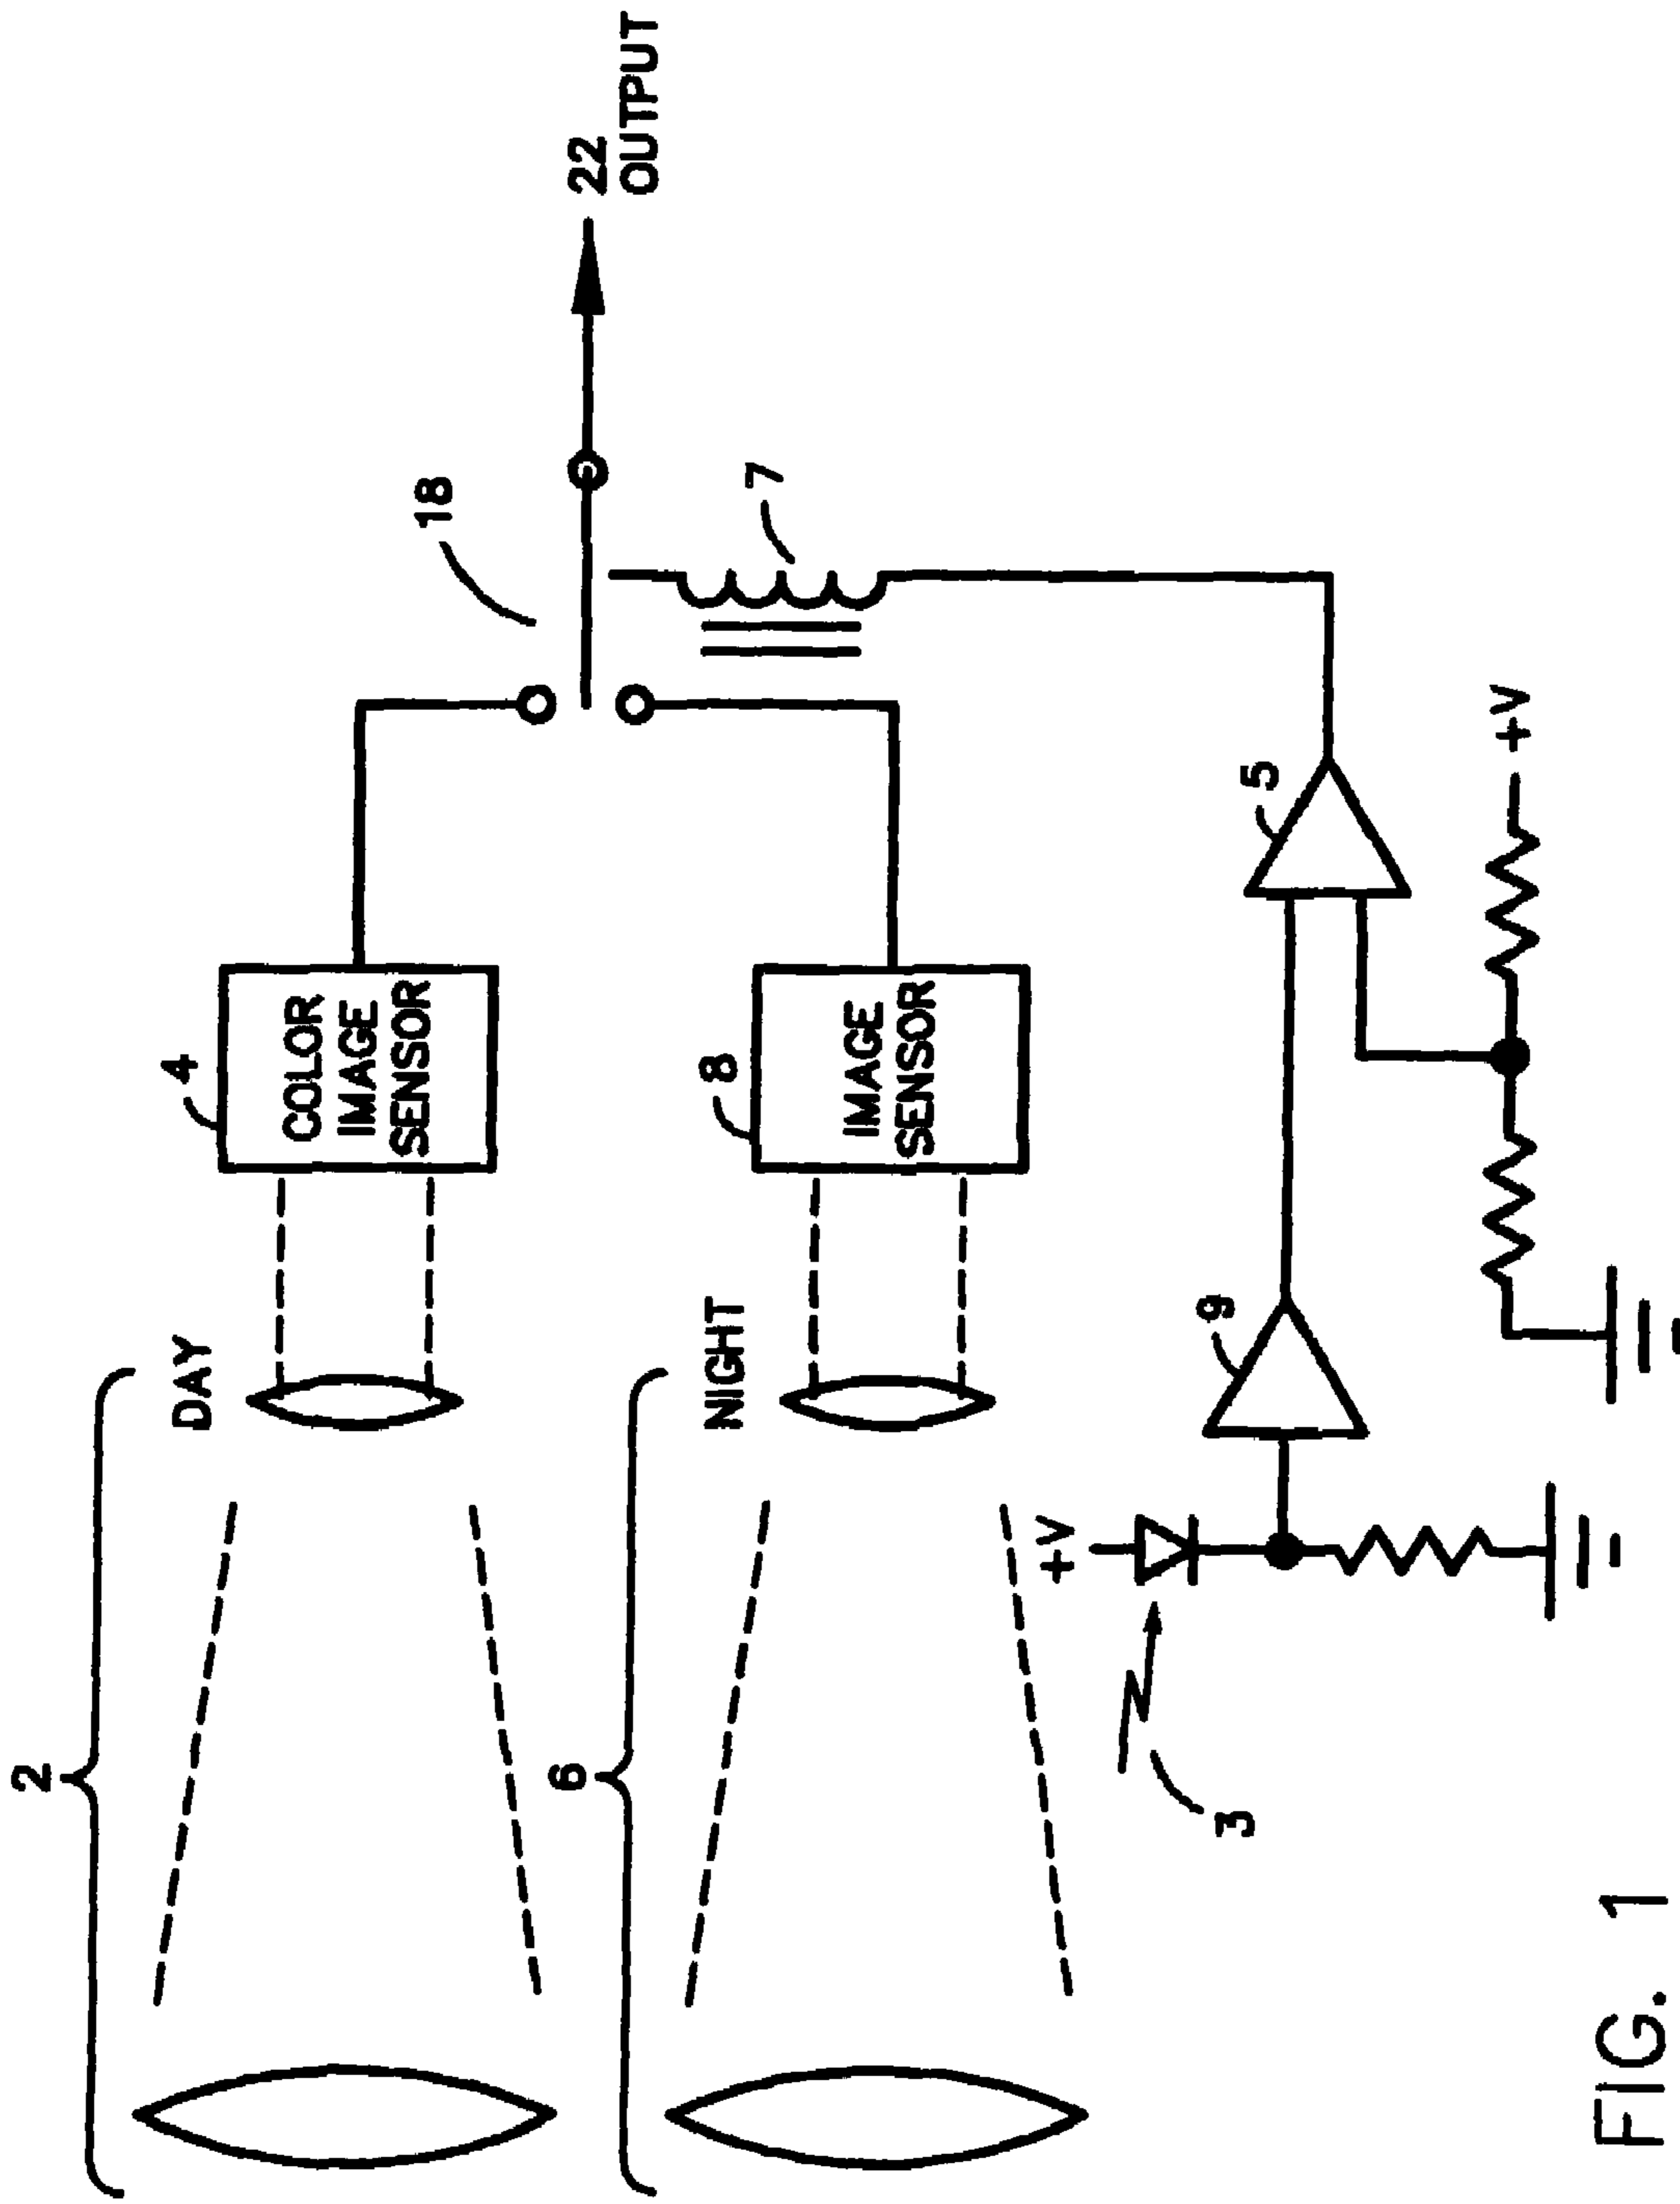 2
DAY
4
COLOR
IMAGE
SENSOR
18
22
OUTPUT
6
NIGHT
8
IMAGE
SENSOR
7
3
+V
9
5
+V
FIG. 1